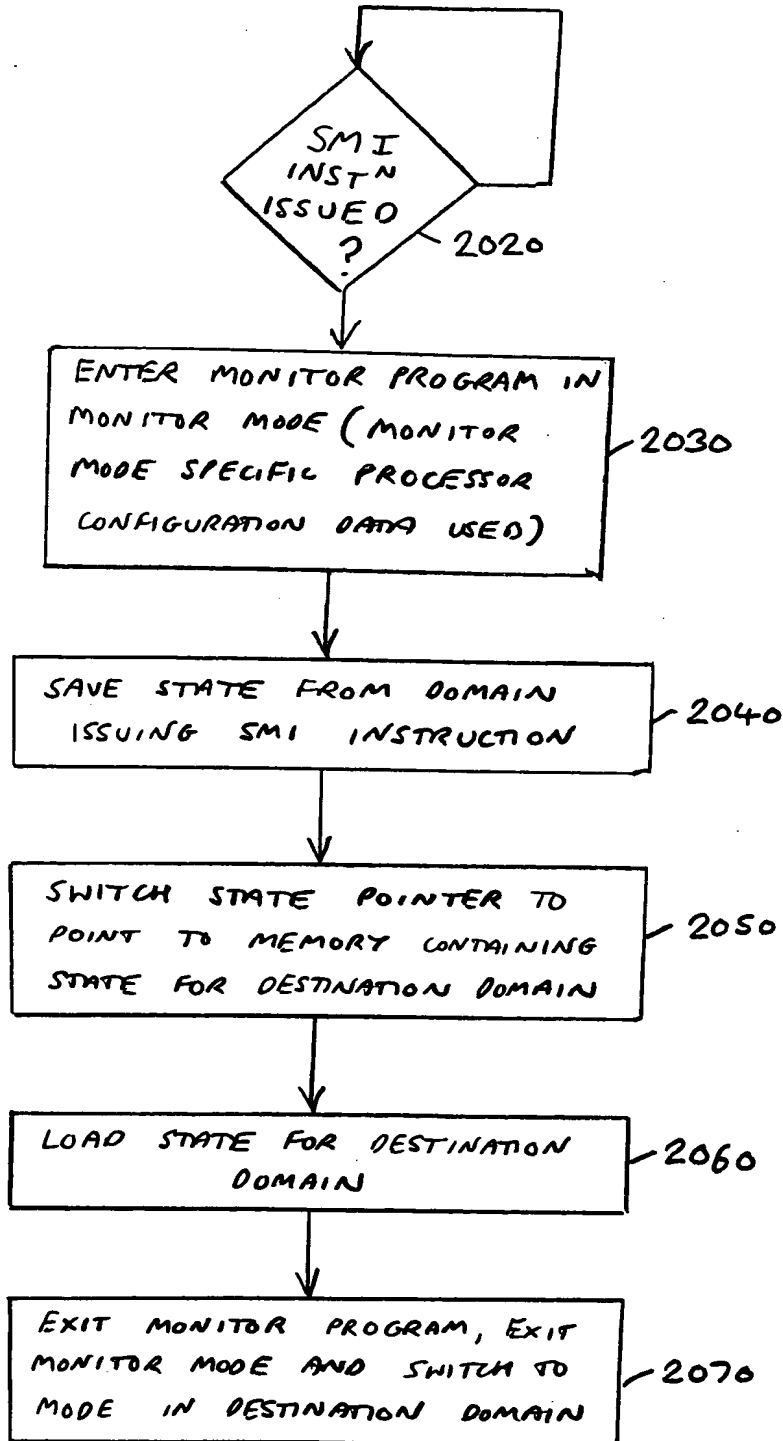 SMI
INSTN
ISSUED
?
2020
ENTER MONITOR PROGRAM IN
MONITOR MODE (MONITOR
MODE SPECIFIC PROCESSOR
CONFIGURATION DATA USED)
2030
SAVE STATE FROM DOMAIN
ISSUING SMI INSTRUCTION
2040
SWITCH STATE POINTER TO
POINT TO MEMORY CONTAINING
STATE FOR DESTINATION DOMAIN
2050
LOAD STATE FOR DESTINATION
DOMAIN
2060
EXIT MONITOR PROGRAM, EXIT
MONITOR MODE AND SWITCH TO
MODE IN DESTINATION DOMAIN
2070